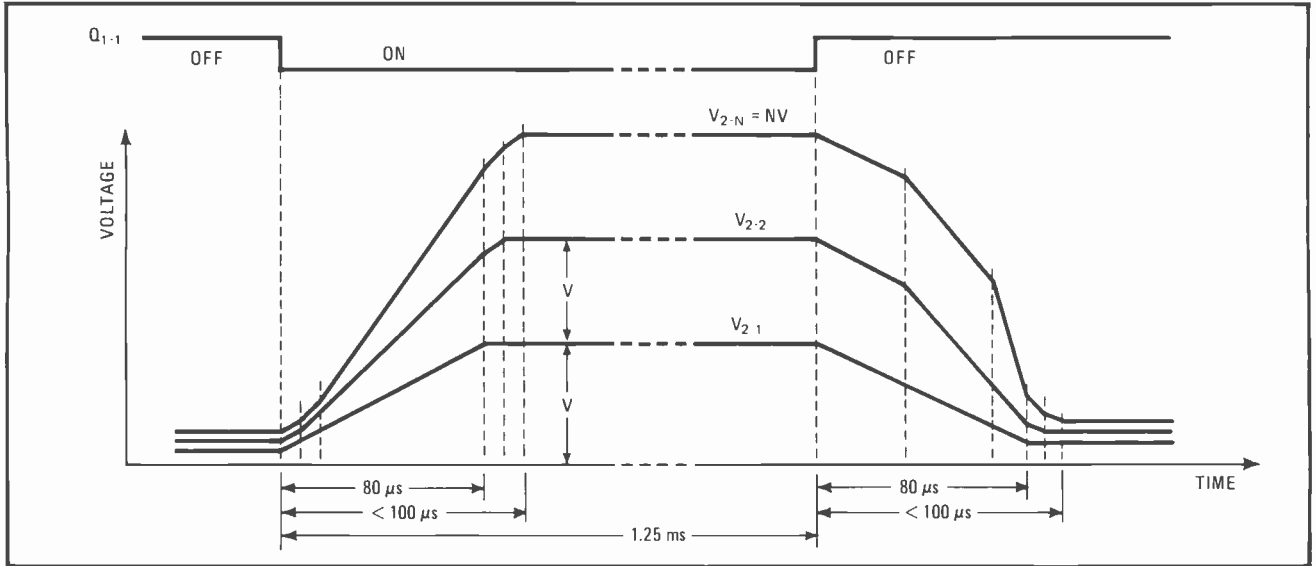 Q1-1
OFF
ON
OFF
V2-N = NV
VOLTAGE
V2-2
V
V2 1
V
80 μs
< 100 μs
1.25 ms
80 μs
< 100 μs
TIME